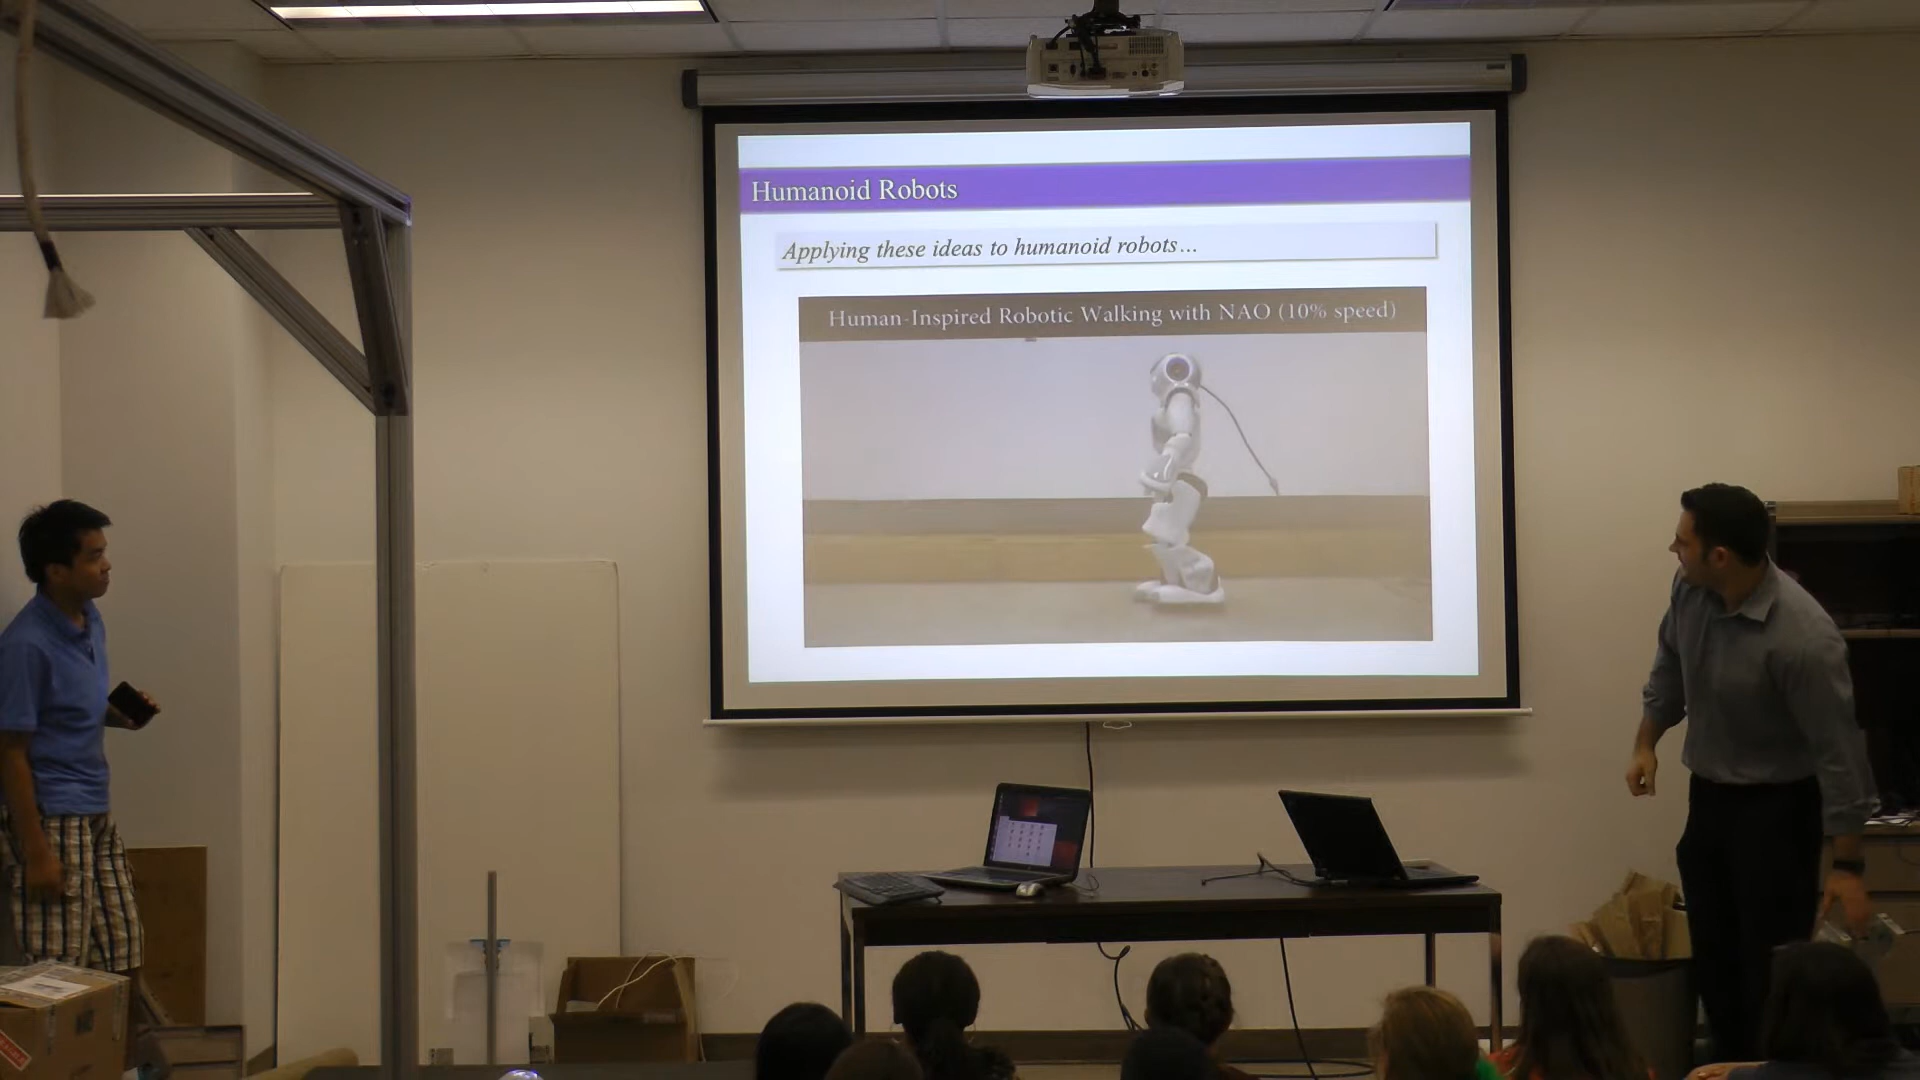 Humanoid Robots
Applying these ideas to humanoid robots...
Human-Inspired Robotic Walking with NAO (10% speed)